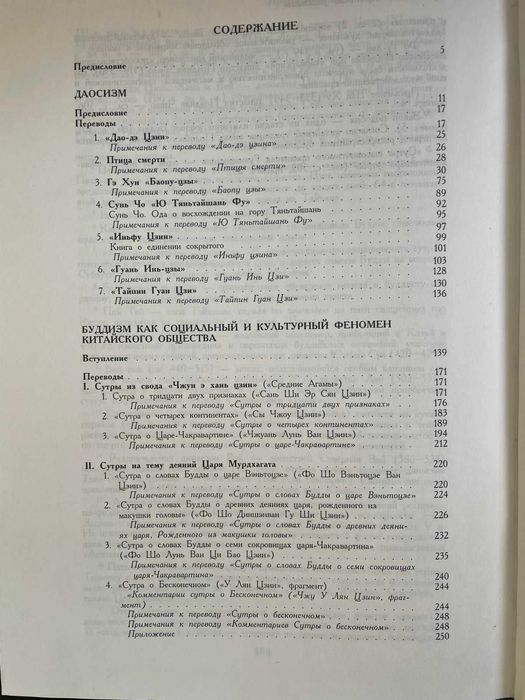 СОДЕРЖАНИЕ
Предисловие 5
ДАОСИЗМ
Предисловие 11
Переводы 17
1. «Дао-дэ Цзин» 17
Примечания к переводу «Дао-дэ цзина» 25
2. Птица смерти 26
Примечания к переводу «Птицы смерти» 28
3. Гэ Хун «Баопу-цзы» 30
Примечания к переводу «Баопу цзы» 75
4. Сунь Чо «Ю Тяньтайшань Фу» 89
Сунь Чо. Ода о восхождении на гору Тяньтайшань 92
Примечания к переводу «Ю Тяньтайшань Фу» 95
5. «Иньфу Цзин» 97
Книга о единении сокрытого 99
Примечания к переводу «Иньфу цзина» 101
6. «Гуань Инь-цзы» 103
Примечания к переводу «Гуань Инь Цзи» 128
7. «Тайпин Гуан Цзи» 130
Примечания к переводу «Тайпин Гуан Цзи» 136
БУДДИЗМ КАК СОЦИАЛЬНЫЙ И КУЛЬТУРНЫЙ ФЕНОМЕН
КИТАЙСКОГО ОБЩЕСТВА
Вступление 139
Переводы 171
I. Сутры из свода «Чжун э хань цзин» («Средние Агамы») 171
1. Сутра о тридцати двух признаках («Сань Ши Эр Сян Цзин») 171
Примечания к переводу «Сутры о тридцати двух признаках» 176
2. «Сутра о четырех континентах» («Сы Чжоу Цзин») 183
Примечания к переводу «Сутры о четырех континентах» 189
3. «Сутра о Царе-Чакравартине» («Чжуань Лунь Ван Цзин») 194
Примечания к переводу «Сутры о царе-Чакравартине» 212
II. Сутры на тему деяний Царя Мурдхагата 220
1. «Сутра о словах Будды о царе Вэньтоцзе» («Фо Шо Вэньтоцзе Ван
Цзин») 220
Примечания к переводу «Сутры о словах Будды о царе Вэньтоцзе» 224
2. «Сутра о словах Будды о древних деяниях царя, рожденного из
макушки головы» («Фо Шо Диншэнван Гу Ши Цзин») 226
Примечания к переводу «Сутры о словах Будды о древних деяни-
ях царя, Рожденного из макушки головы» 232
3. «Сутра о словах Будды о семи сокровищах царя-Чакравартина»
(«Фо Шо Лунь Ван Ци Бао Цзин») 235
Примечания к переводу «Сутры о словах Будды о семи сокровищах
царя-Чакравартина» 240
4. «Сутра о Бесконечном» («У Лян Цзин», фрагмент) 244
«Комментарии сутры о Бесконечном» («Чжу У Лян Цзин», фраг-
мент) 244
Примечания к переводу «Сутры о бесконечном» 248
Примечания к переводу «Комментариев Сутры о бесконечном» 248
Приложение 250